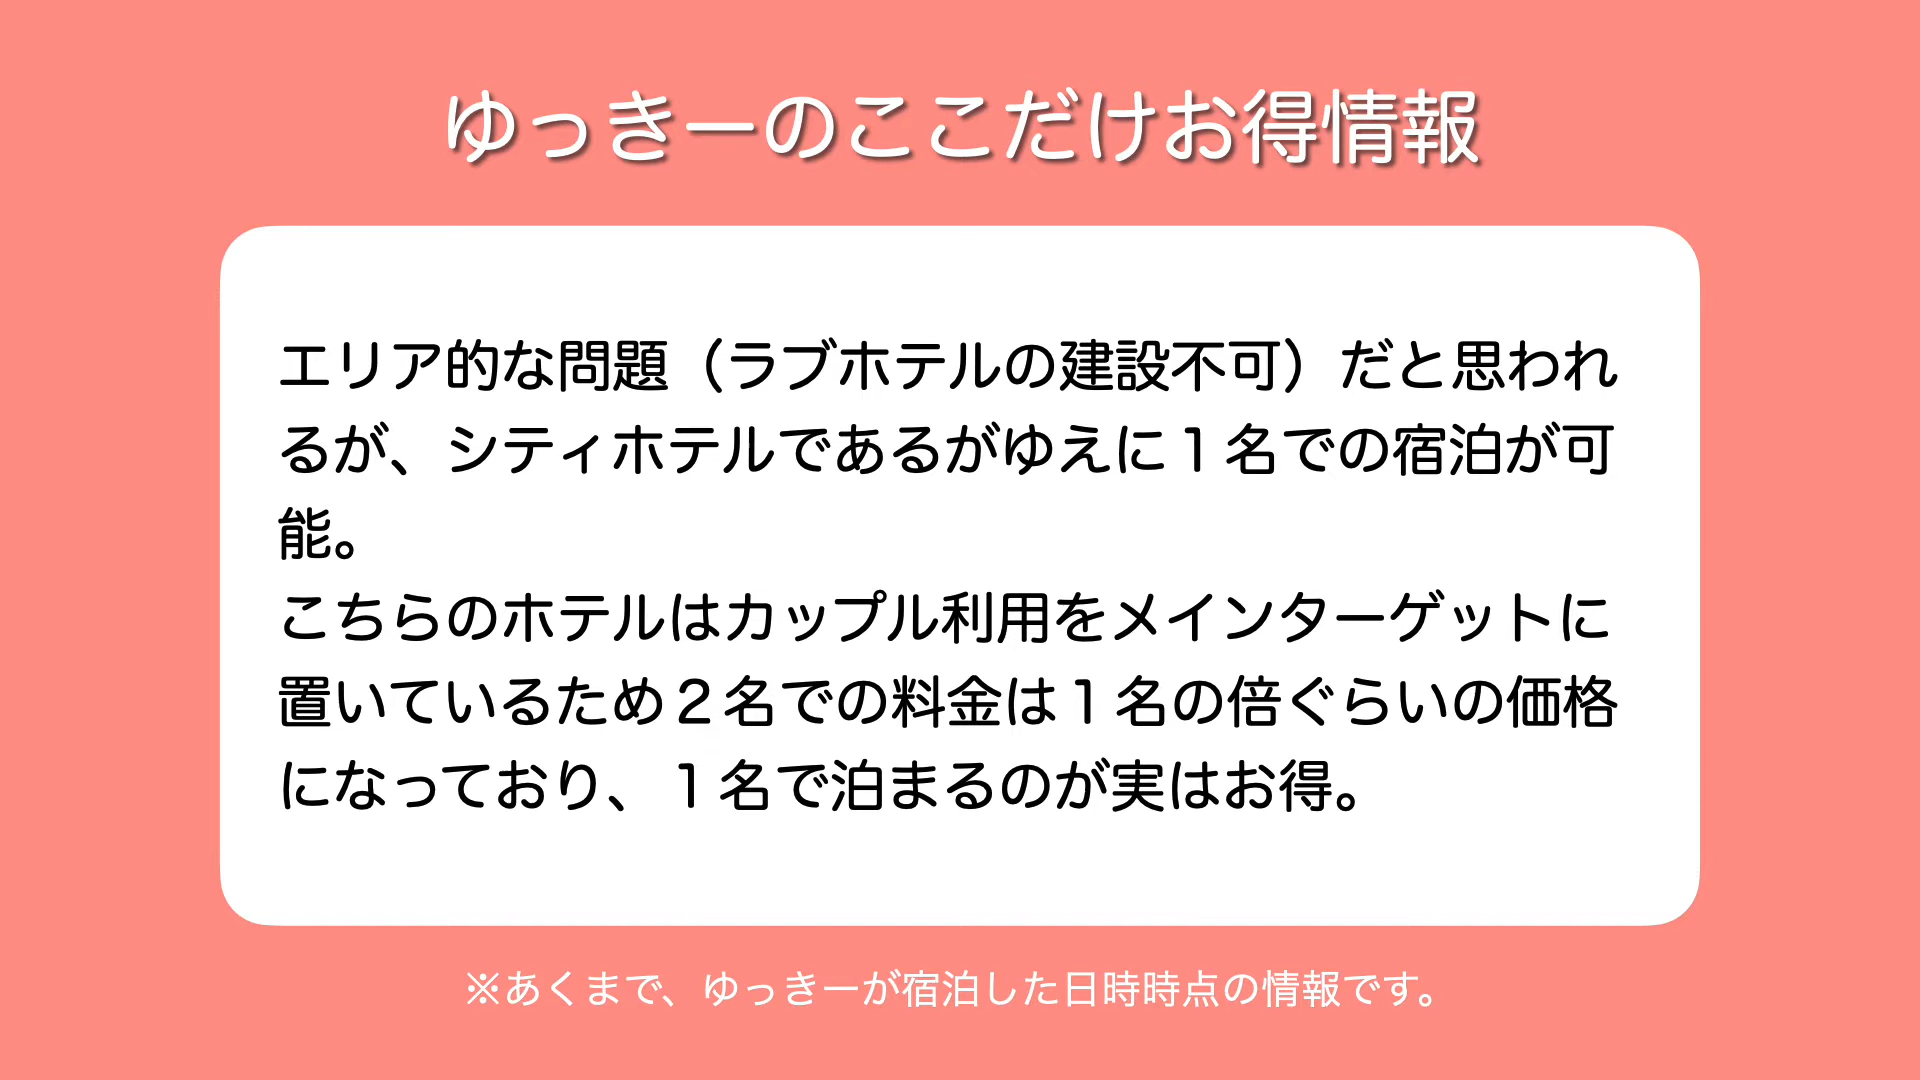 ゆっきーのここだけお得情報
エリア的な問題（ラブホテルの建設不可）だと思われ
るが、シティホテルであるがゆえに１名での宿泊が可
能。
こちらのホテルはカップル利用をメインターゲットに
置いているため２名での料金は１名の倍ぐらいの価格
になっており、１名で泊まるのが実はお得。
※あくまで、ゆっきーが宿泊した日時時点の情報です。